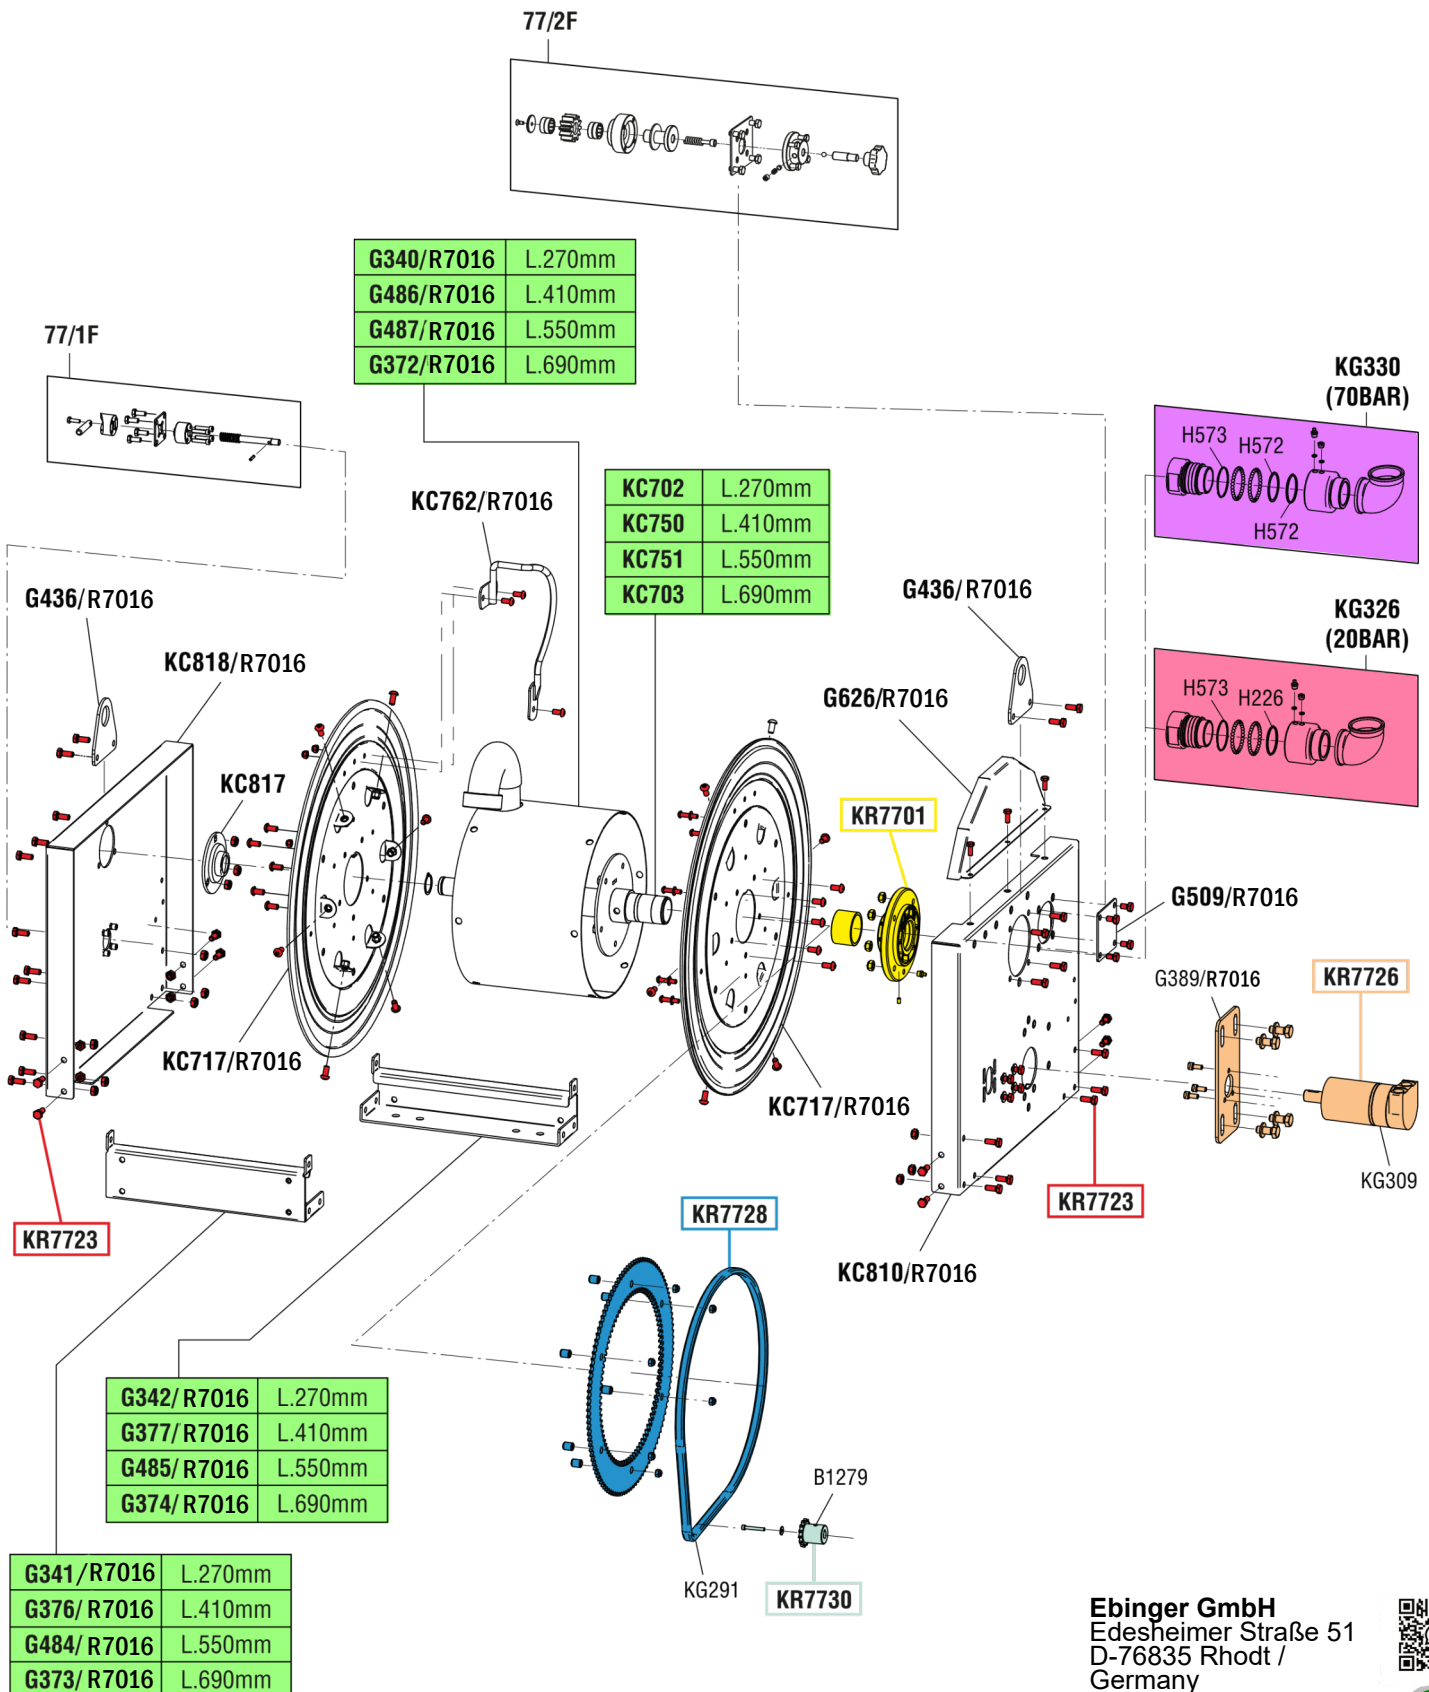 77/2F
G340/R7016 L.270mm
G486/R7016 L.410mm
G487/R7016 L.550mm
G372/R7016 L.690mm
77/1F
KG330
(70BAR)
H573
H572
H572
KC762/R7016
KC702 L.270mm
KC750 L.410mm
KC751 L.550mm
KC703 L.690mm
G436/R7016
G436/R7016
KG326
(20BAR)
H573
H226
KC818/R7016
G626/R7016
KC817
KR7701
G509/R7016
G389/R7016
KR7726
KC717/R7016
KC717/R7016
KG309
KR7723
KR7723
KR7728
KC810/R7016
G342/R7016 L.270mm
G377/R7016 L.410mm
G485/R7016 L.550mm
G374/R7016 L.690mm
B1279
KG291
KR7730
G341/R7016 L.270mm
G376/R7016 L.410mm
G484/R7016 L.550mm
G373/R7016 L.690mm
Ebinger GmbH
Edesheimer Straße 51
D-76835 Rhodt /
Germany